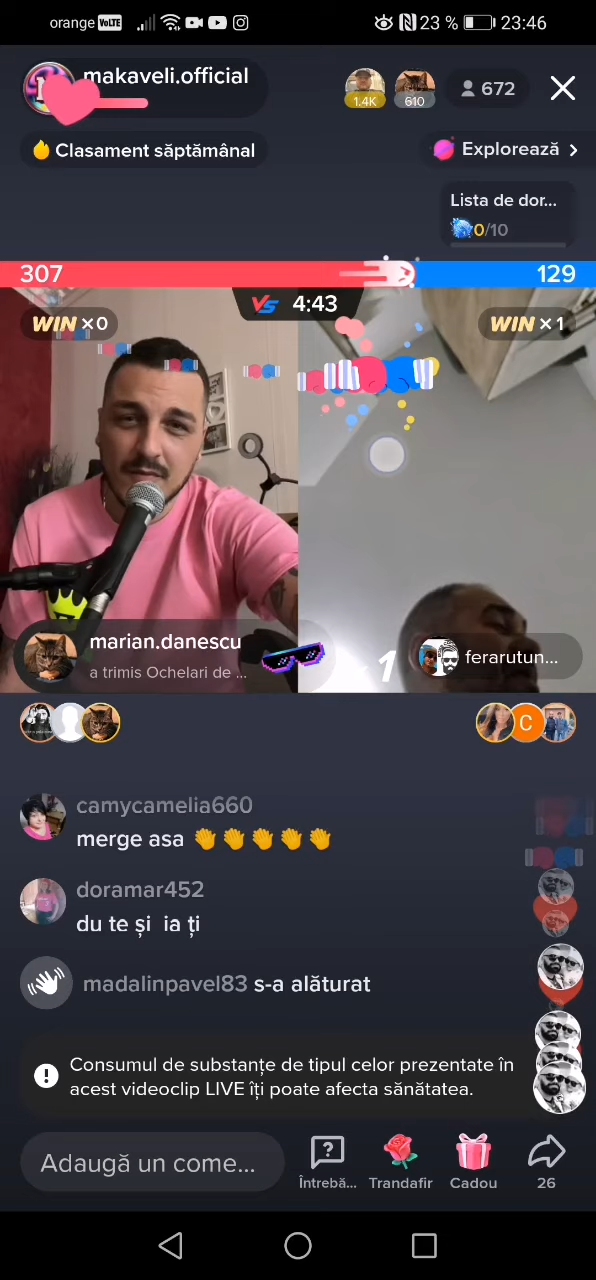 orange VoLTE 23 % 23:46
makaveli.official
1.4K 610 672
Clasament săptămânal Explorează
Lista de dor...
0/10
307 129
VS 4:43
WIN ×0 WIN ×1
marian.danescu
a trimis Ochelari de ...
1
ferarutun...
C
camycamelia660
merge asa 👏👏👏👏👏
doramar452
du te și ia ți
madalinpavel83 s-a alăturat
Consumul de substanțe de tipul celor prezentate în
acest videoclip LIVE îți poate afecta sănătatea.
Adaugă un come...
Întrebă... Trandafir Cadou 26